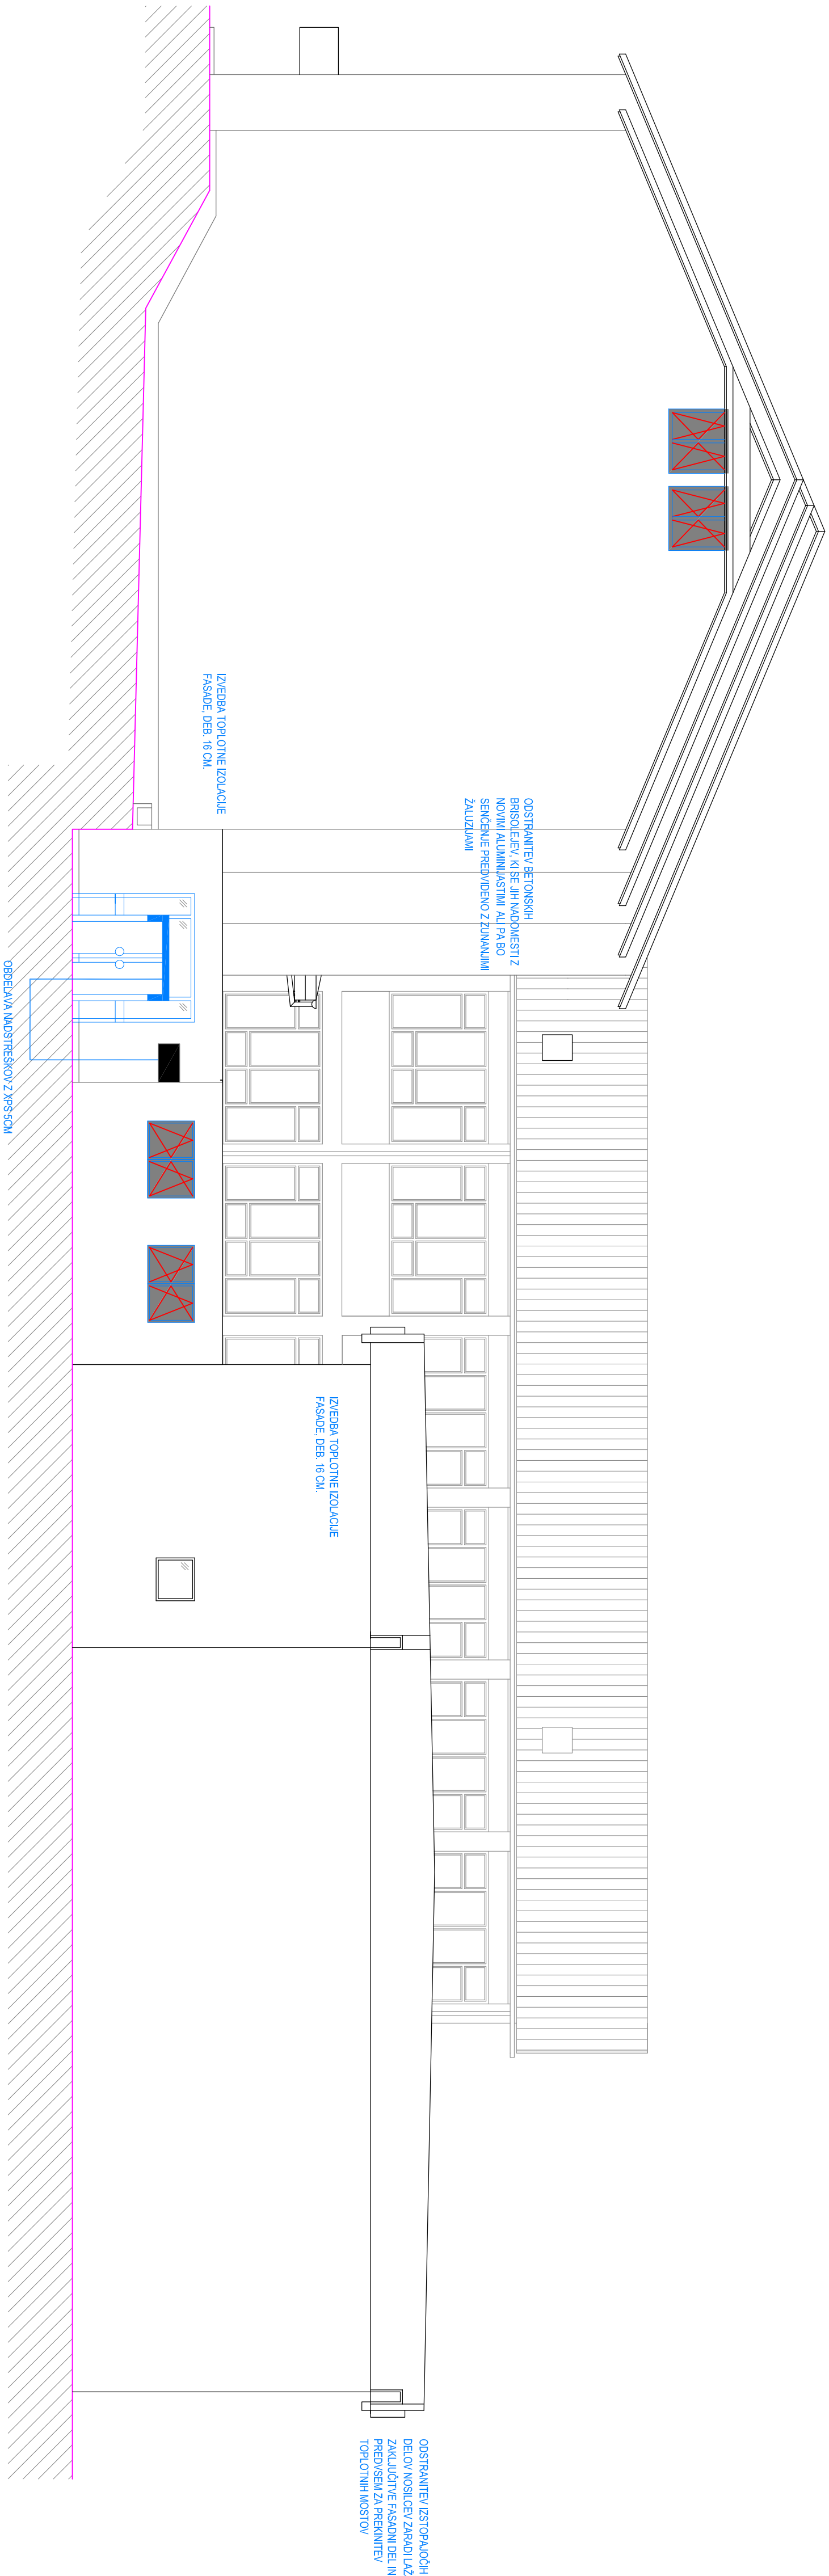 IZVEDBA TOPLOTNE IZOLACIJE
FASADE, DEB. 16 CM.
ODSTRANITEV BETONSKIH
BRISOLEJEV, KI SE JIH NADOMESTI Z
NOVIMI ALUMINIJASTIMI ALI PA BO
SENČENJE PREDVIDENO Z ZUNANJIMI
ŽALUZIJAMI
OBDELAVA NADSTREŠKOV Z XPS 5CM
IZVEDBA TOPLOTNE IZOLACIJE
FASADE, DEB. 16 CM.
ODSTRANITEV IZSTOPAJOČIH
DELOV NOSILCEV ZARADI LAŽ
ZAKLJUČITVE FASADNI DEL IN
PREDVSEM ZA PREKINITEV
TOPLOTNIH MOSTOV